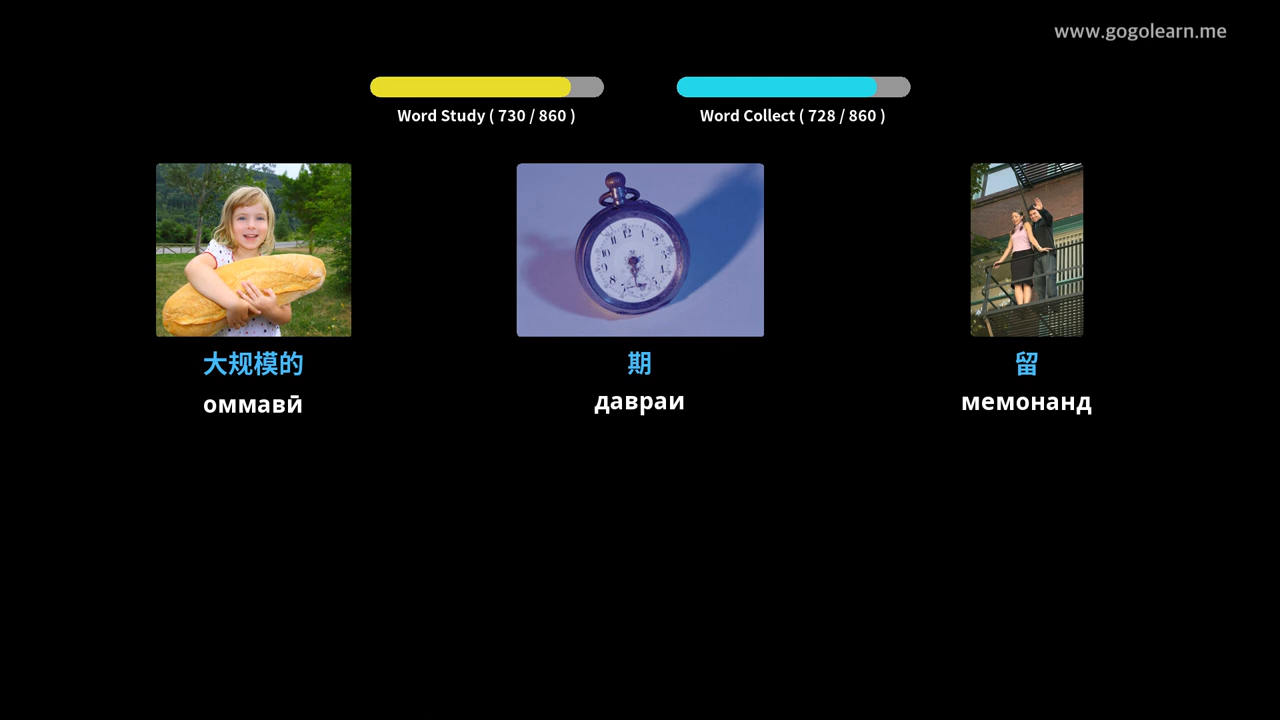 www.gogolearn.me
Word Study ( 730 / 860 )
Word Collect ( 728 / 860 )
大规模的
期
留
оммавӣ
давраи
мемонанд